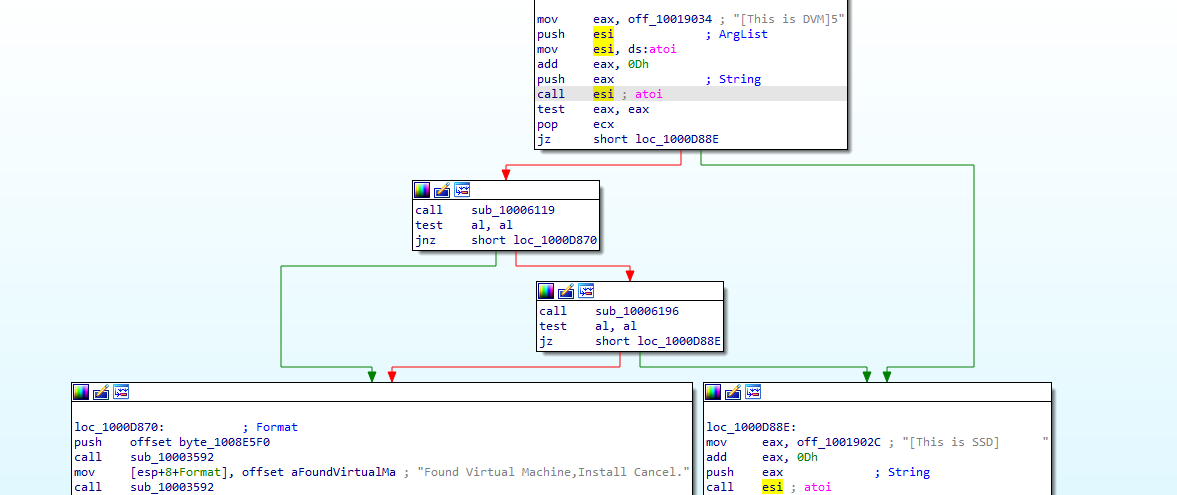 mov     eax, off_10019034 ; "[This is DVM]5"
push    esi             ; ArgList
mov     esi, ds:atoi
add     eax, 0Dh
push    eax             ; String
call    esi ; atoi
test    eax, eax
pop     ecx
jz      short loc_1000D88E
call    sub_10006119
test    al, al
jnz     short loc_1000D870
call    sub_10006196
test    al, al
jz      short loc_1000D88E
loc_1000D870:           ; Format
push    offset byte_1008E5F0
call    sub_10003592
mov     [esp+8+Format], offset aFoundVirtualMa ; "Found Virtual Machine,Install Cancel."
call    sub_10003592
loc_1000D88E:
mov     eax, off_1001902C ; "[This is SSD]      "
add     eax, 0Dh
push    eax             ; String
call    esi ; atoi